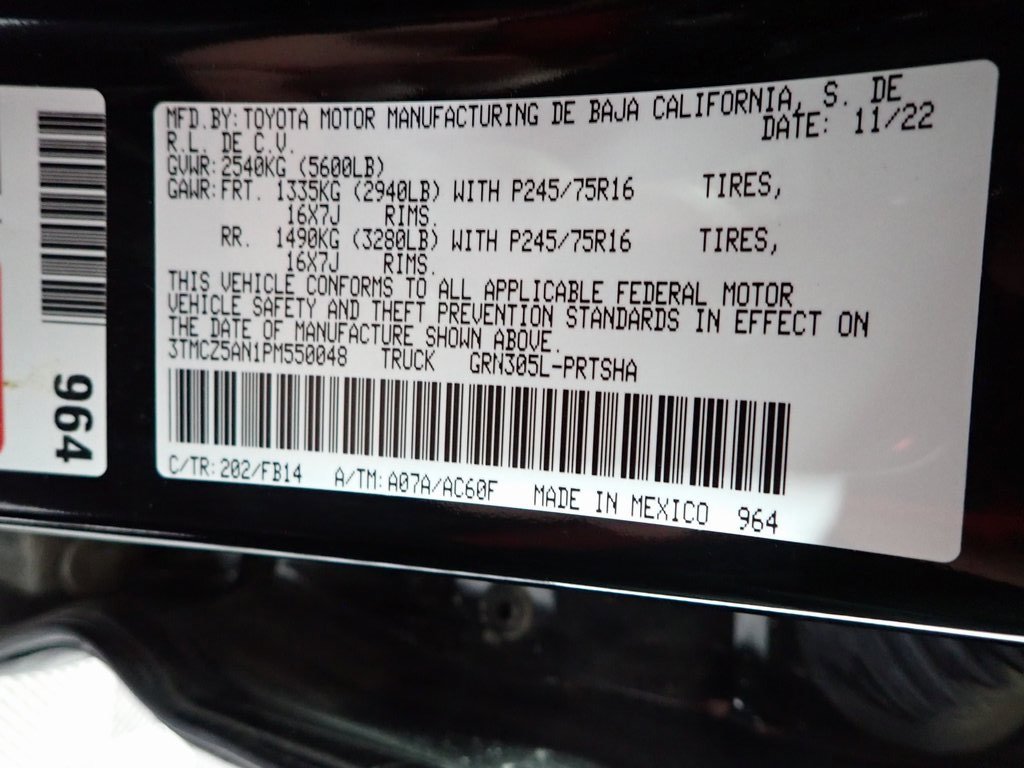 964
MFD.BY: TOYOTA MOTOR MANUFACTURING DE BAJA CALIFORNIA, S. DE
R.L. DE C.V. DATE: 11/22
GVWR: 2540KG (5600LB)
GAWR: FRT. 1335KG (2940LB) WITH P245/75R16 TIRES,
16X7J RIMS.
RR. 1490KG (3280LB) WITH P245/75R16 TIRES,
16X7J RIMS.
THIS VEHICLE CONFORMS TO ALL APPLICABLE FEDERAL MOTOR
VEHICLE SAFETY AND THEFT PREVENTION STANDARDS IN EFFECT ON
THE DATE OF MANUFACTURE SHOWN ABOVE.
3TMCZ5AN1PM550048 TRUCK GRN305L-PRTSHA
C/TR: 202/FB14 A/TM: A07A/AC60F MADE IN MEXICO 964